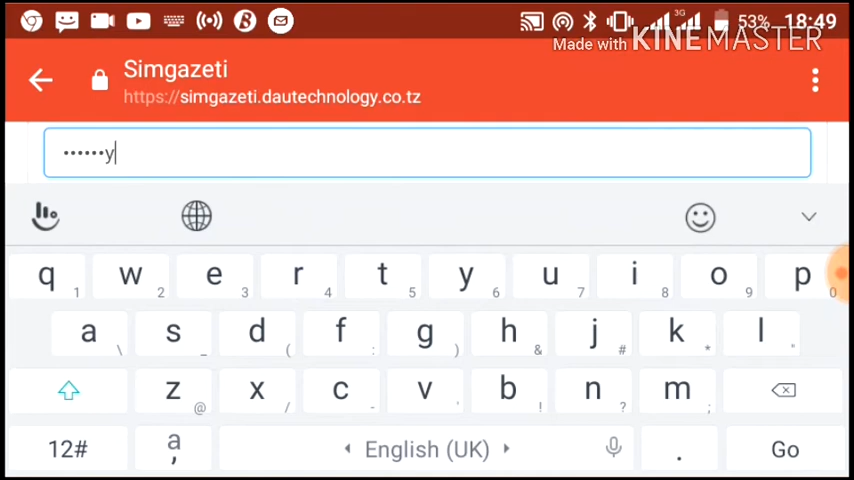 3G 53% 18:49
Made with KINEMASTER
Simgazeti
https://simgazeti.dautechnology.co.tz
••••••y
q 1 w 2 e 3 r 4 t 5 y 6 u 7 i 8 o 9 p 0
a \ s _ d ( f : g ) h & j # k * l "
z @ x / c - v ' b ! n ? m ;
12# a , English (UK) . Go